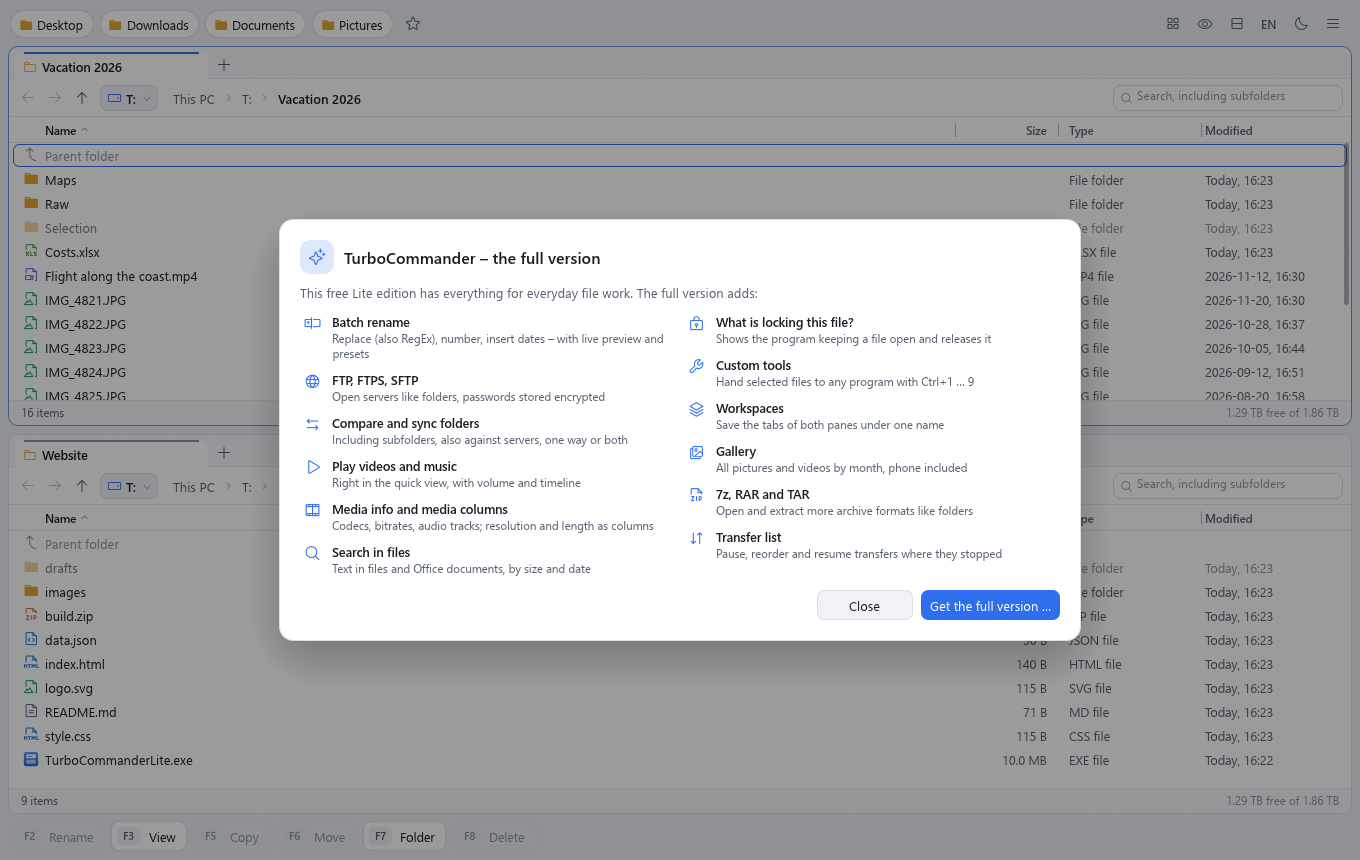 Desktop Downloads Documents Pictures EN
Vacation 2026
T: This PC T: Vacation 2026 Search, including subfolders
Name Size Type Modified
Parent folder
Maps File folder Today, 16:23
Raw File folder Today, 16:23
Selection folder Today, 16:23
Costs.xlsx Today, 16:23
Flight along the coast.mp4 2026-11-12, 16:30
IMG_4821.JPG 2026-11-20, 16:30
IMG_4822.JPG 2026-10-28, 16:37
IMG_4823.JPG 2026-10-05, 16:44
IMG_4824.JPG 2026-09-12, 16:51
IMG_4825.JPG 2026-08-20, 16:58
16 items 1.29 TB free of 1.86 TB
TurboCommander – the full version
This free Lite edition has everything for everyday file work. The full version adds:
Batch rename
Replace (also RegEx), number, insert dates – with live preview and
presets
FTP, FTPS, SFTP
Open servers like folders, passwords stored encrypted
Compare and sync folders
Including subfolders, also against servers, one way or both
Play videos and music
Right in the quick view, with volume and timeline
Media info and media columns
Codecs, bitrates, audio tracks; resolution and length as columns
Search in files
Text in files and Office documents, by size and date
What is locking this file?
Shows the program keeping a file open and releases it
Custom tools
Hand selected files to any program with Ctrl+1 ... 9
Workspaces
Save the tabs of both panes under one name
Gallery
All pictures and videos by month, phone included
7z, RAR and TAR
Open and extract more archive formats like folders
Transfer list
Pause, reorder and resume transfers where they stopped
Close Get the full version ...
Website
T: This PC T: Search, including subfolders
Name Modified
Parent folder
drafts folder Today, 16:23
images folder Today, 16:23
build.zip file Today, 16:23
data.json JSON file Today, 16:23
index.html 140 B HTML file Today, 16:23
logo.svg 115 B SVG file Today, 16:23
README.md 71 B MD file Today, 16:23
style.css 115 B CSS file Today, 16:23
TurboCommanderLite.exe 10.0 MB EXE file Today, 16:22
9 items 1.29 TB free of 1.86 TB
F2 Rename F3 View F5 Copy F6 Move F7 Folder F8 Delete